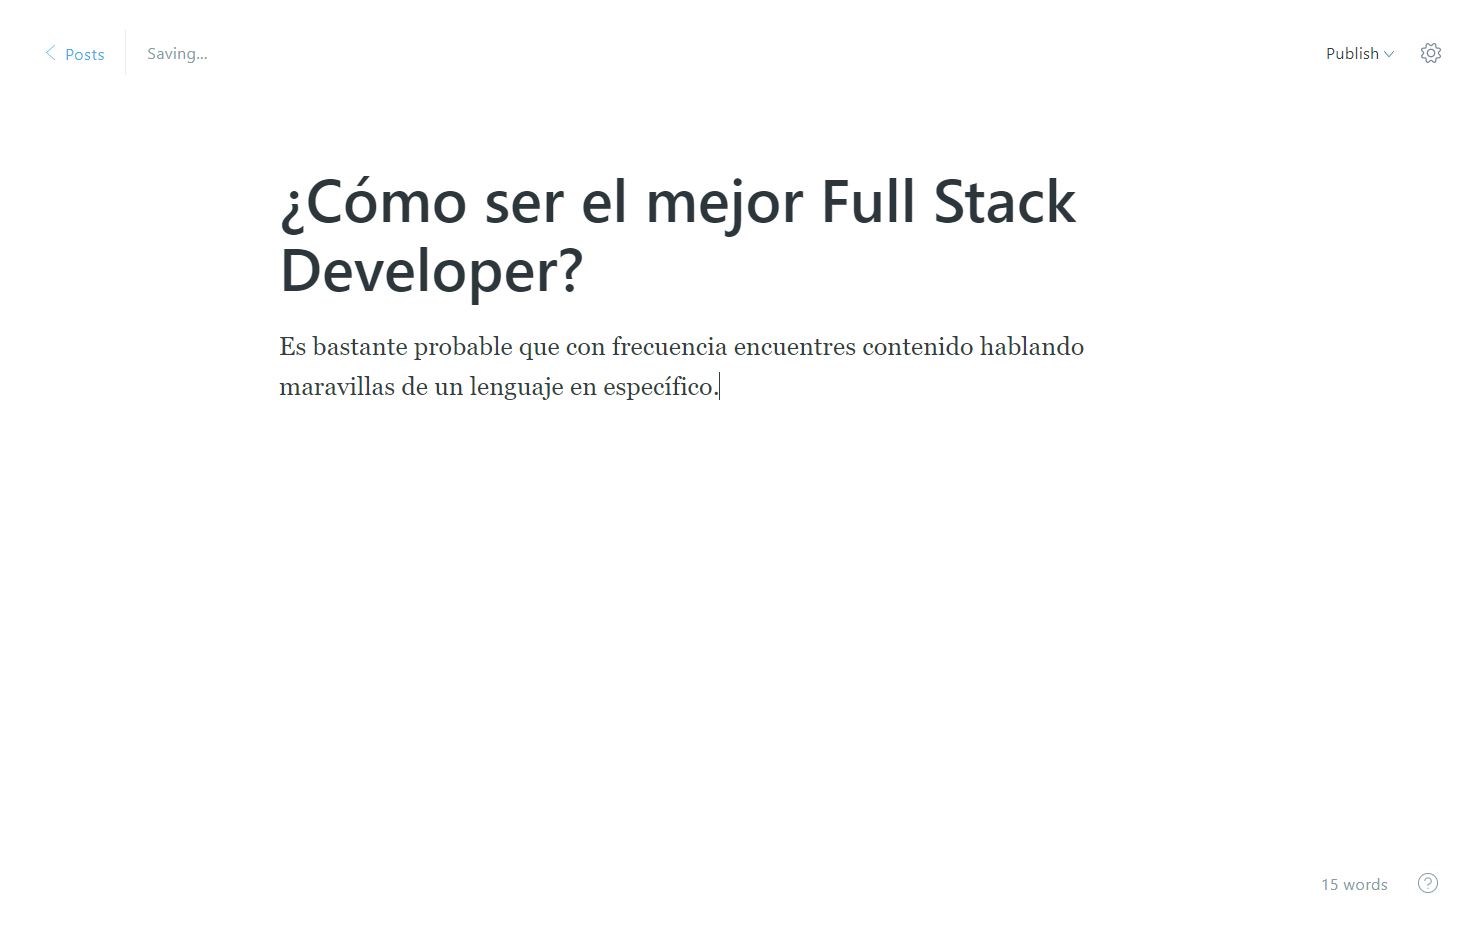 Posts
Saving...
Publish
¿Cómo ser el mejor Full Stack
Developer?
Es bastante probable que con frecuencia encuentres contenido hablando
maravillas de un lenguaje en específico.
15 words
?